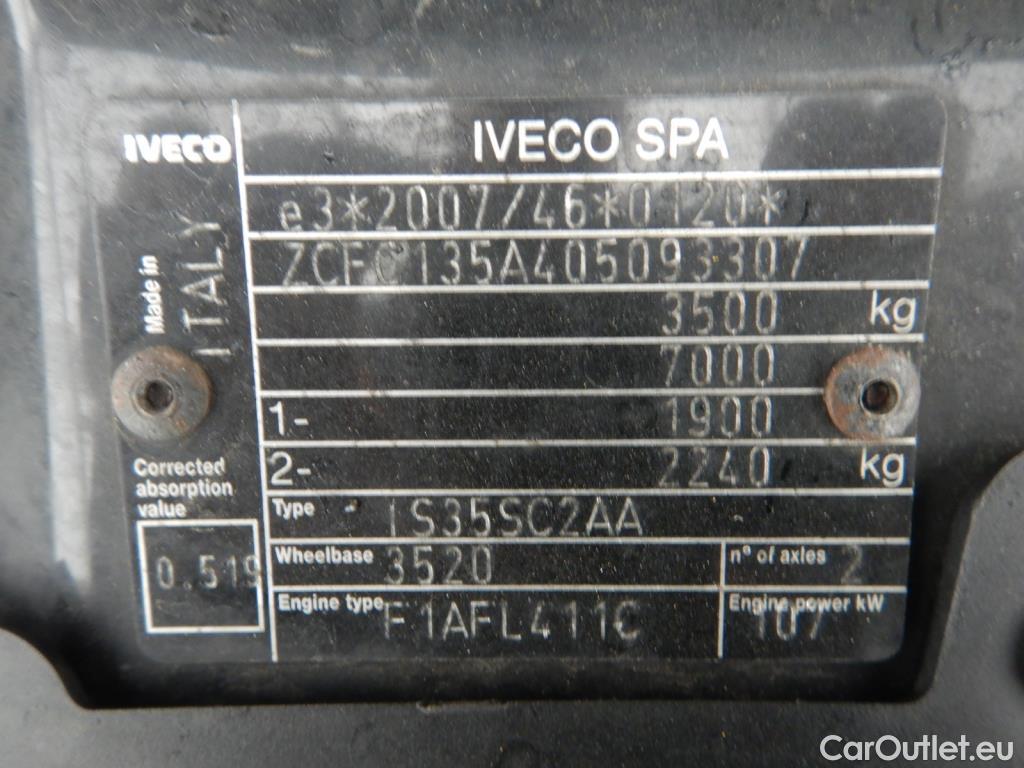 IVECO
IVECO SPA
e3*2007/46*0120*
ZCFC135A405093307
3500 kg
7000
1- 1900
2- 2240 kg
Type IS35SC2AA
Wheelbase 3520 nº of axles 2
Engine type F1AFL411C Engine power kW 107
Made in ITALY
Corrected
absorption
value
0.519
CarOutlet.eu